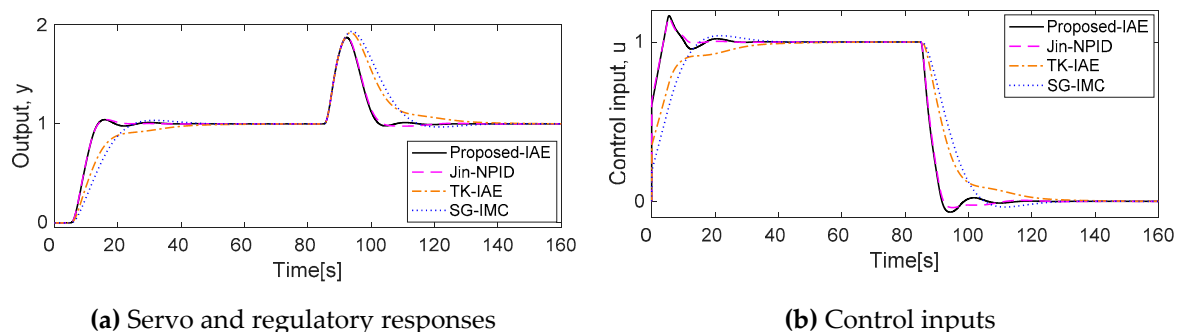 2
1
0
Output, y
Proposed-IAE
Jin-NPID
TK-IAE
SG-IMC
0 20 40 60 80 100 120 140 160
Time[s]
(a) Servo and regulatory responses
1
0
Control input, u
Proposed-IAE
Jin-NPID
TK-IAE
SG-IMC
0 20 40 60 80 100 120 140 160
Time[s]
(b) Control inputs